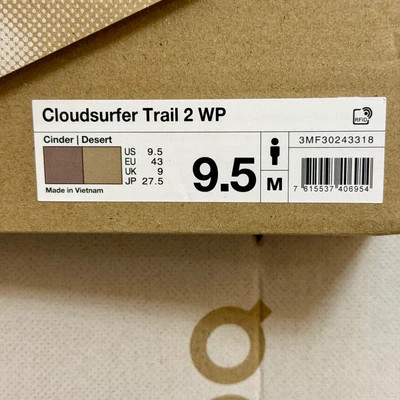 Cloudsurfer Trail 2 WP
RFID
Cinder | Desert
US 9.5
EU 43
UK 9
JP 27.5
Made in Vietnam
9.5
M
3MF30243318
7 615537 406954